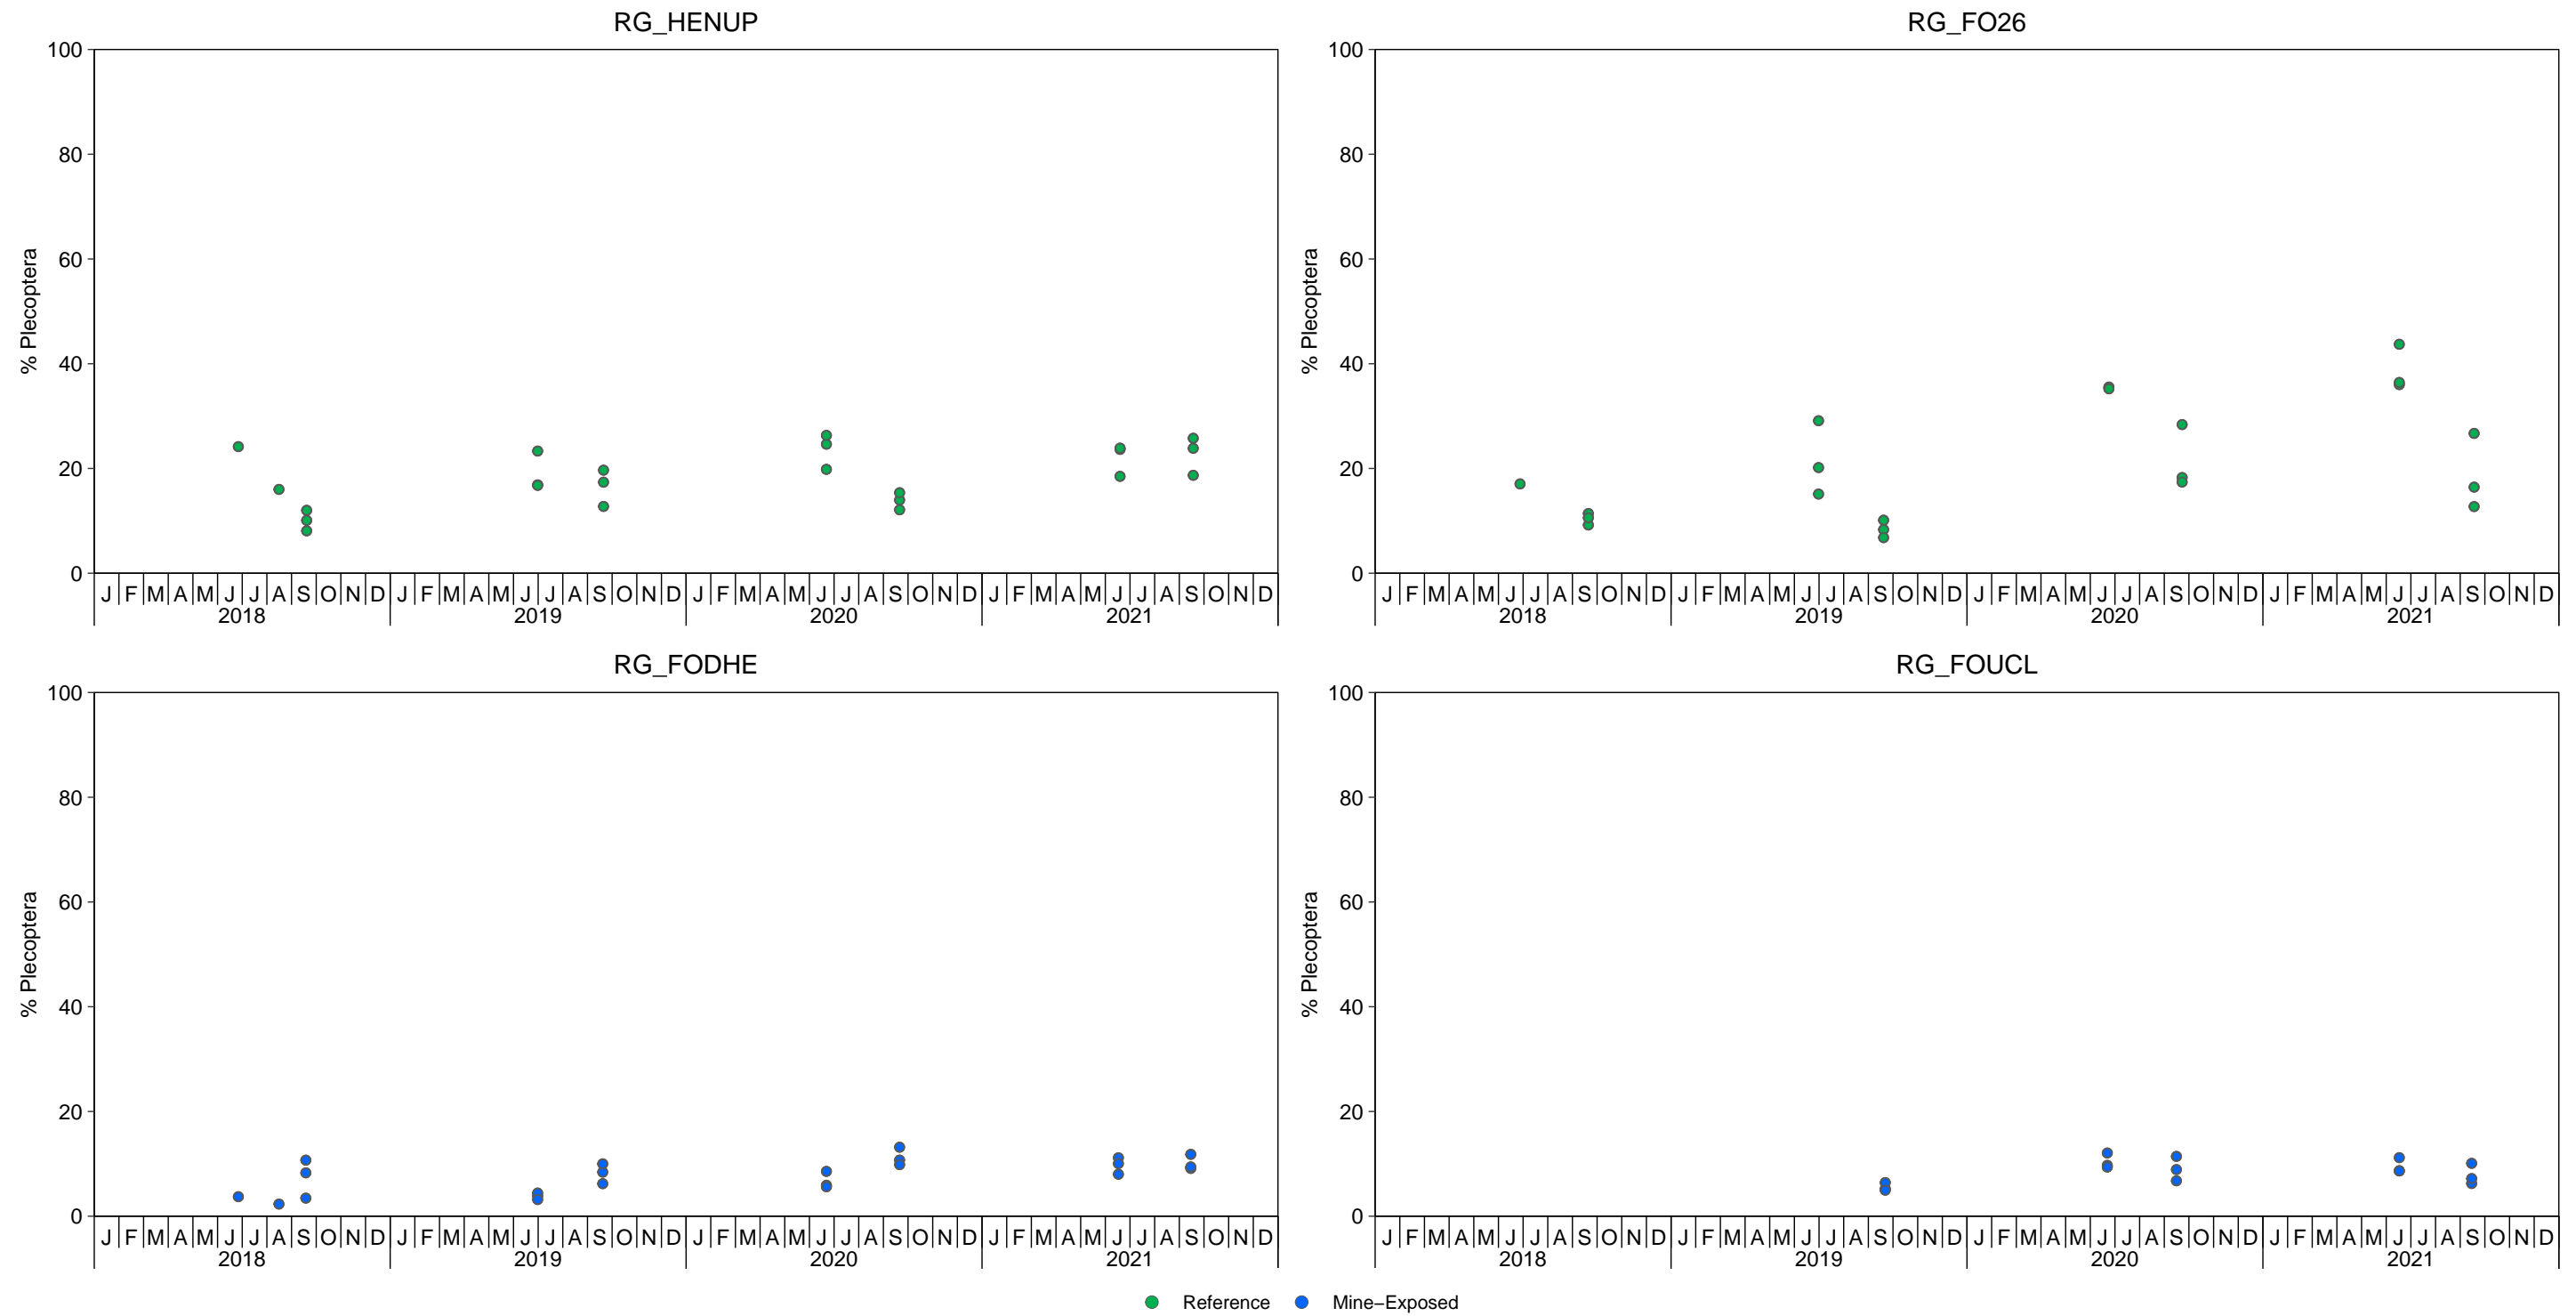 RG_HENUP
% Plecoptera
100
80
60
40
20
0
J F M A M J J A S O N D J F M A M J J A S O N D J F M A M J J A S O N D J F M A M J J A S O N D
2018 2019 2020 2021
RG_FO26
% Plecoptera
100
80
60
40
20
0
J F M A M J J A S O N D J F M A M J J A S O N D J F M A M J J A S O N D J F M A M J J A S O N D
2018 2019 2020 2021
RG_FODHE
% Plecoptera
100
80
60
40
20
0
J F M A M J J A S O N D J F M A M J J A S O N D J F M A M J J A S O N D J F M A M J J A S O N D
2018 2019 2020 2021
RG_FOUCL
% Plecoptera
100
80
60
40
20
0
J F M A M J J A S O N D J F M A M J J A S O N D J F M A M J J A S O N D J F M A M J J A S O N D
2018 2019 2020 2021
Reference Mine−Exposed